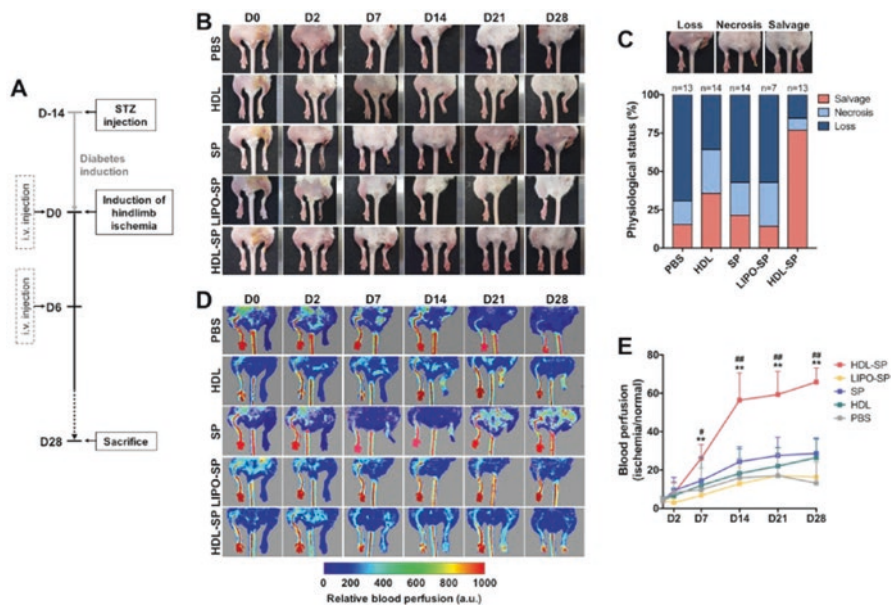 A
D-14
STZ
injection
Diabetes
induction
i.v. injection
D0
Induction of
hindlimb
ischemia
i.v. injection
D6
D28
Sacrifice
B
D0 D2 D7 D14 D21 D28
PBS
HDL
SP
LIPO-SP
HDL-SP
C
Loss Necrosis Salvage
n=13 n=14 n=14 n=7 n=13
Salvage
Necrosis
Loss
Physiological status (%)
100
75
50
25
0
PBS HDL SP LIPO-SP HDL-SP
D
D0 D2 D7 D14 D21 D28
PBS
HDL
SP
LIPO-SP
HDL-SP
0 200 400 600 800 1000
Relative blood perfusion (a.u.)
E
Blood perfusion
(ischemia/normal)
80
60
40
20
0
#
**
##
**
##
**
##
**
HDL-SP
LIPO-SP
SP
HDL
PBS
D2 D7 D14 D21 D28